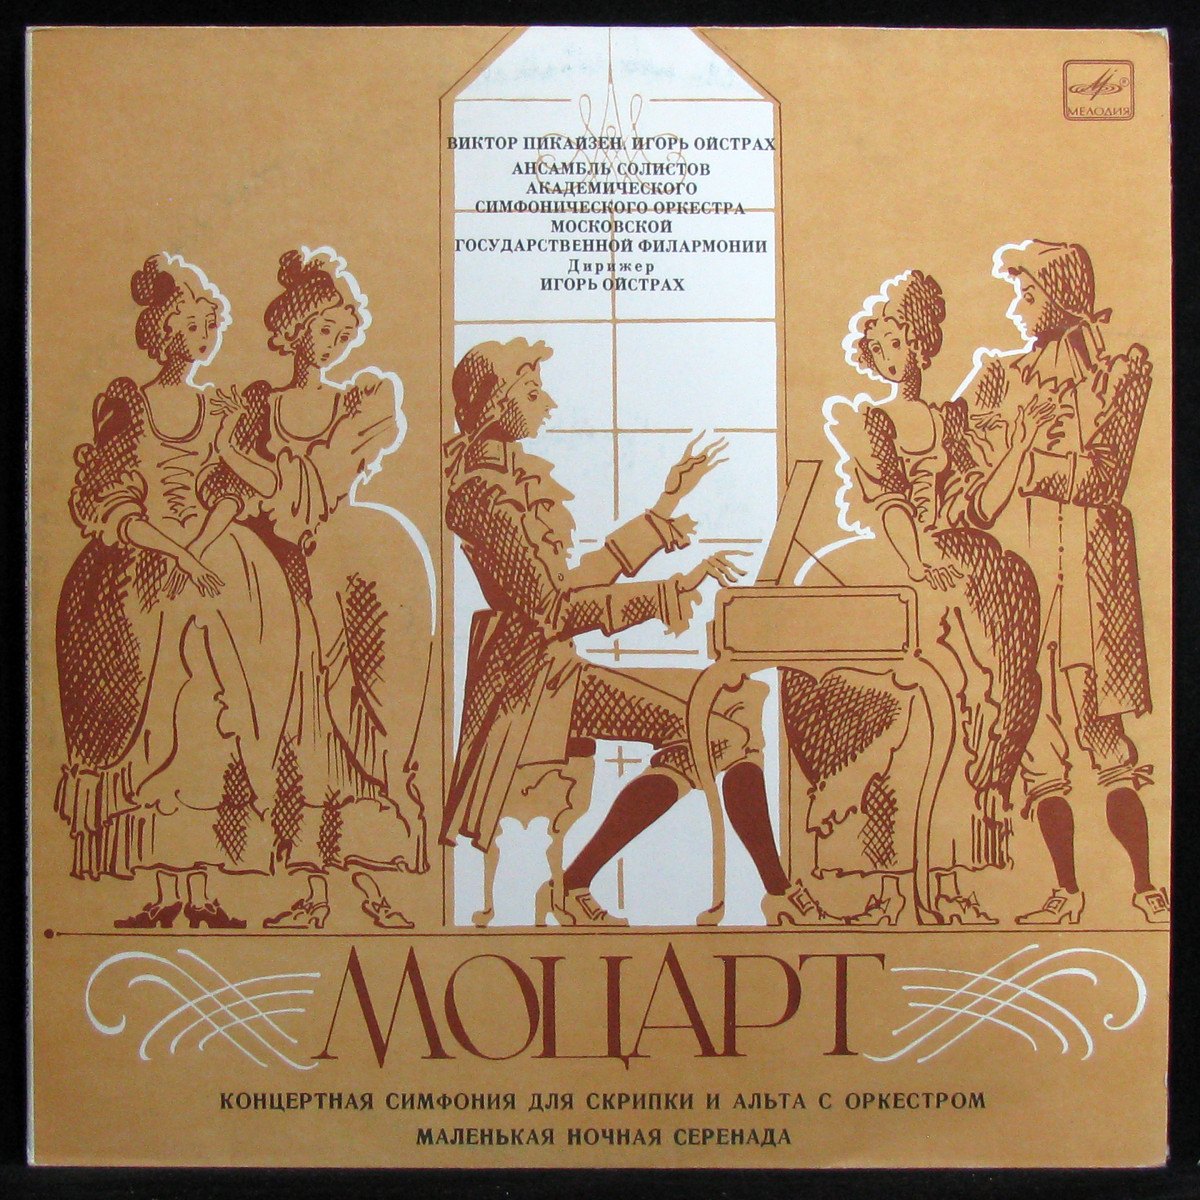 МЕЛОДИЯ
ВИКТОР ПИКАЙЗЕН, ИГОРЬ ОЙСТРАХ
АНСАМБЛЬ СОЛИСТОВ
АКАДЕМИЧЕСКОГО
СИМФОНИЧЕСКОГО ОРКЕСТРА
МОСКОВСКОЙ
ГОСУДАРСТВЕННОЙ ФИЛАРМОНИИ
Дирижер
ИГОРЬ ОЙСТРАХ
МОЦАРТ
КОНЦЕРТНАЯ СИМФОНИЯ ДЛЯ СКРИПКИ И АЛЬТА С ОРКЕСТРОМ
МАЛЕНЬКАЯ НОЧНАЯ СЕРЕНАДА